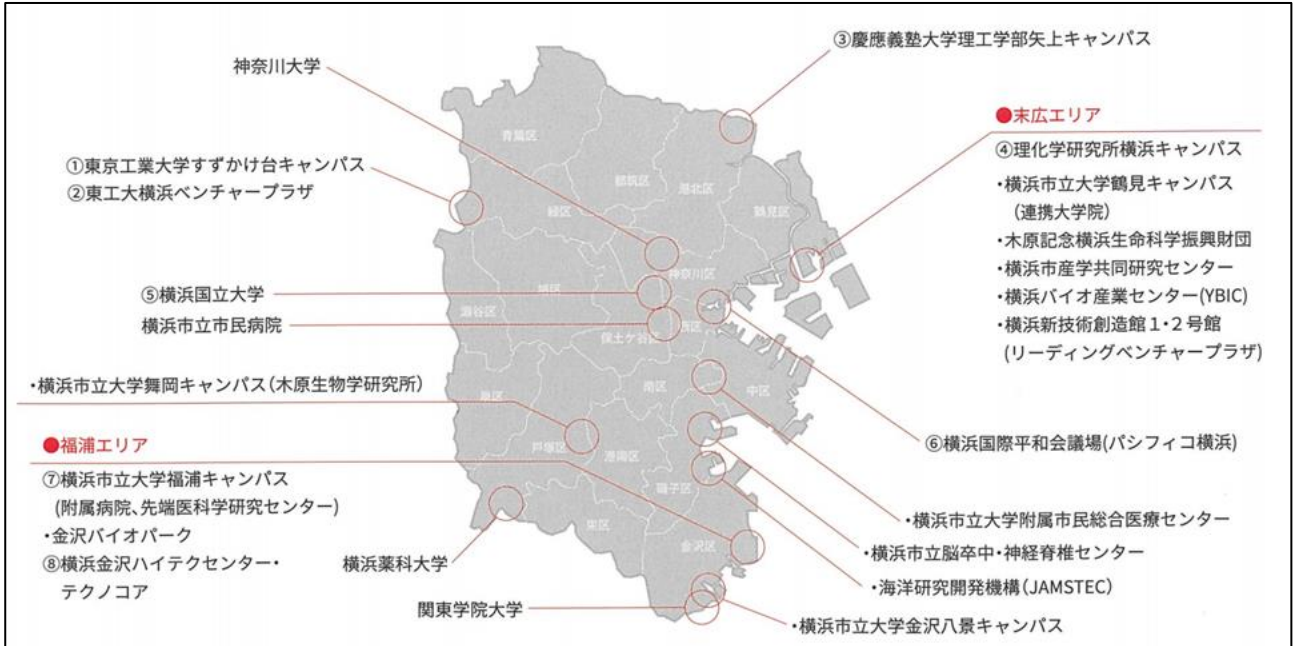 神奈川大学
③慶應義塾大学理工学部矢上キャンパス
●末広エリア
④理化学研究所横浜キャンパス
・横浜市立大学鶴見キャンパス
(連携大学院)
・木原記念横浜生命科学振興財団
・横浜市産学共同研究センター
・横浜バイオ産業センター(YBIC)
・横浜新技術創造館1・2号館
(リーディングベンチャープラザ)
①東京工業大学すずかけ台キャンパス
②東工大横浜ベンチャープラザ
⑤横浜国立大学
横浜市立市民病院
・横浜市立大学舞岡キャンパス(木原生物学研究所)
●福浦エリア
⑦横浜市立大学福浦キャンパス
(附属病院、先端医科学研究センター)
・金沢バイオパーク
⑧横浜金沢ハイテクセンター・
テクノコア
横浜薬科大学
関東学院大学
⑥横浜国際平和会議場(パシフィコ横浜)
・横浜市立大学附属市民総合医療センター
・横浜市立脳卒中・神経脊椎センター
・海洋研究開発機構(JAMSTEC)
・横浜市立大学金沢八景キャンパス
青葉区
都筑区
港北区
鶴見区
緑区
神奈川区
旭区
瀬谷区
保土ケ谷区
西区
南区
中区
泉区
戸塚区
港南区
磯子区
栄区
金沢区